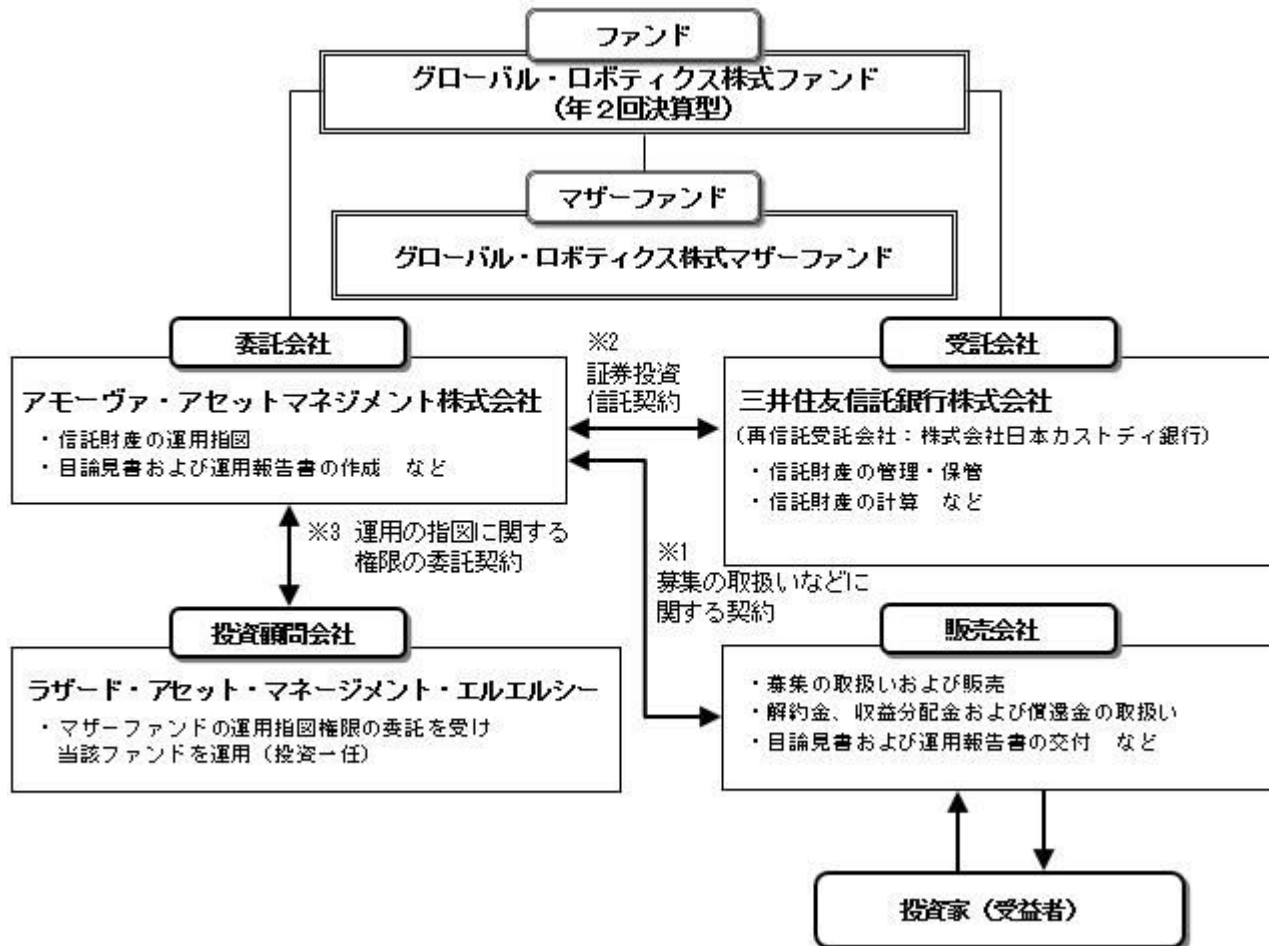 ファンド
グローバル・ロボティクス株式ファンド
(年２回決算型)
マザーファンド
グローバル・ロボティクス株式マザーファンド
委託会社
アモーヴァ・アセットマネジメント株式会社
・信託財産の運用指図
・目論見書および運用報告書の作成　など
※2
証券投資
信託契約
受託会社
三井住友信託銀行株式会社
(再信託受託会社：株式会社日本カストディ銀行)
・信託財産の管理・保管
・信託財産の計算　など
※3 運用の指図に関する
権限の委託契約
※1
募集の取扱いなどに
関する契約
投資顧問会社
ラザード・アセット・マネージメント・エルエルシー
・マザーファンドの運用指図権限の委託を受け
当該ファンドを運用（投資一任）
販売会社
・募集の取扱いおよび販売
・解約金、収益分配金および償還金の取扱い
・目論見書および運用報告書の交付　など
投資家（受益者）